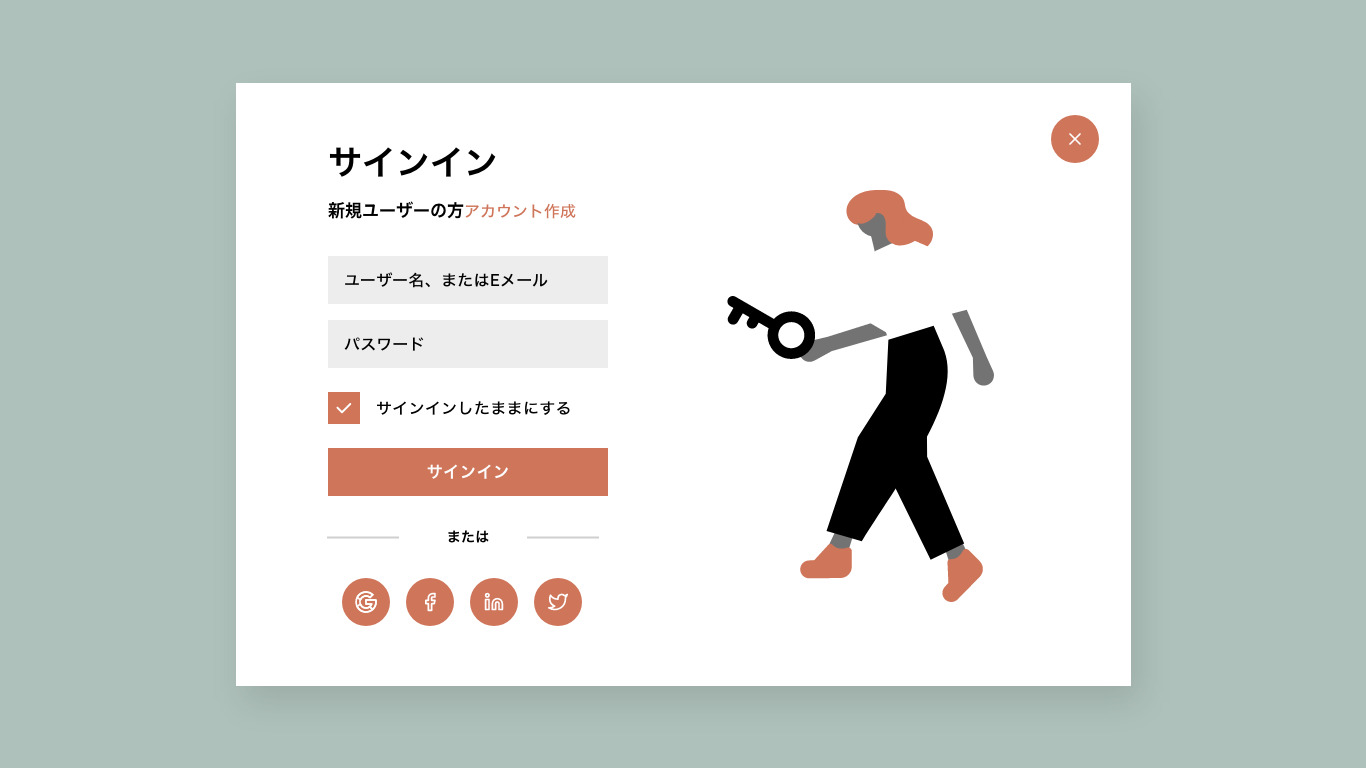 サインイン
新規ユーザーの方アカウント作成
ユーザー名、またはEメール
パスワード
サインインしたままにする
サインイン
または